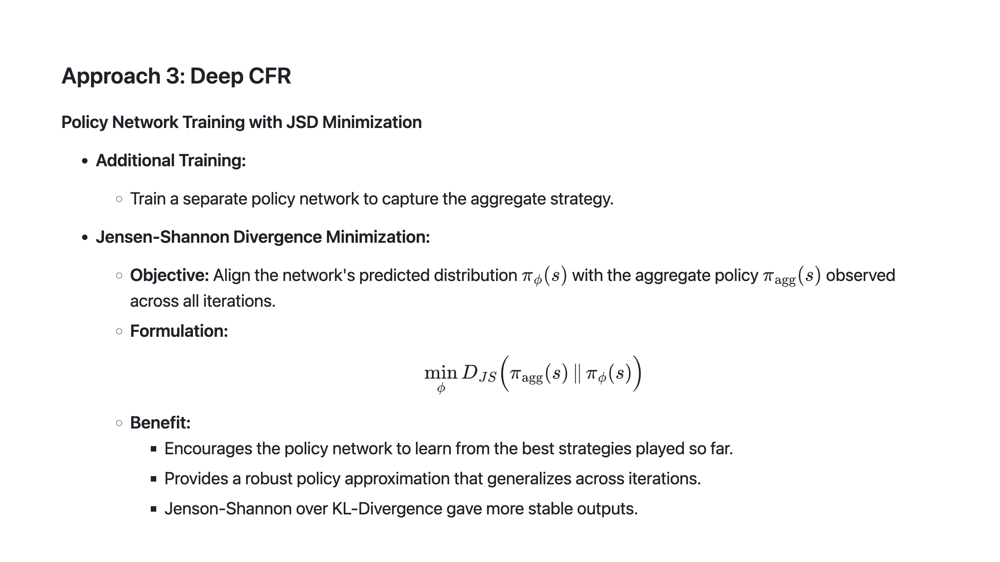 Approach 3: Deep CFR
Policy Network Training with JSD Minimization
• Additional Training:
○ Train a separate policy network to capture the aggregate strategy.
• Jensen-Shannon Divergence Minimization:
○ Objective: Align the network's predicted distribution $\pi_\phi(s)$ with the aggregate policy $\pi_{\text{agg}}(s)$ observed
across all iterations.
○ Formulation:
$\min_{\phi} D_{JS}\Big(\pi_{\text{agg}}(s) \,\|\, \pi_\phi(s)\Big)$
○ Benefit:
▪ Encourages the policy network to learn from the best strategies played so far.
▪ Provides a robust policy approximation that generalizes across iterations.
▪ Jenson-Shannon over KL-Divergence gave more stable outputs.